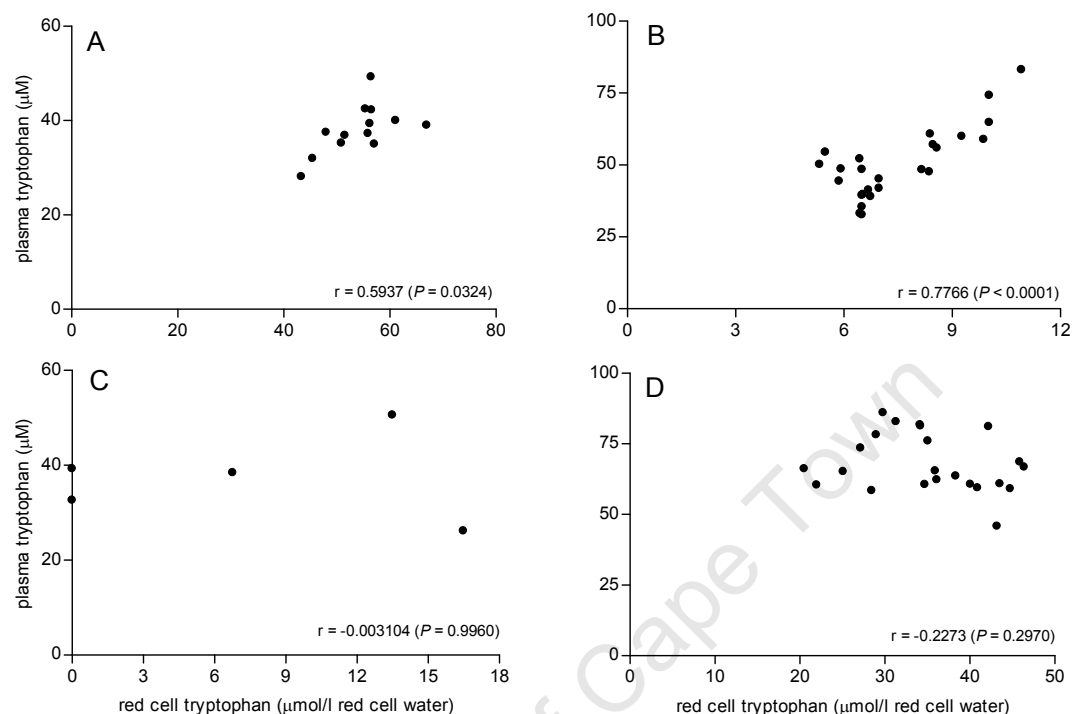 A
plasma tryptophan (µM)
60
40
20
0
0 20 40 60 80
r = 0.5937 (P = 0.0324)
B
100
75
50
25
0
0 3 6 9 12
r = 0.7766 (P < 0.0001)
C
plasma tryptophan (µM)
60
40
20
0
0 3 6 9 12 15 18
r = -0.003104 (P = 0.9960)
red cell tryptophan (µmol/l red cell water)
D
100
75
50
25
0
0 10 20 30 40 50
r = -0.2273 (P = 0.2970)
red cell tryptophan (µmol/l red cell water)
of Cape Town